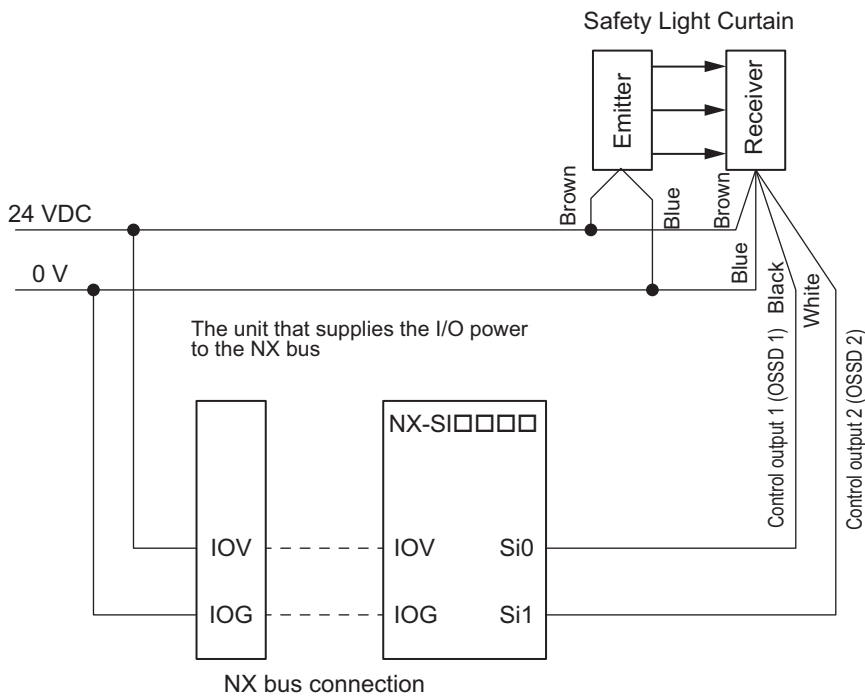 Safety Light Curtain
Emitter
Receiver
Brown
Blue
Brown
24 VDC
0 V
Blue
Black
White
Control output 1 (OSSD 1)
Control output 2 (OSSD 2)
The unit that supplies the I/O power
to the NX bus
NX-SI□□□□
IOV
IOV
Si0
IOG
IOG
Si1
NX bus connection